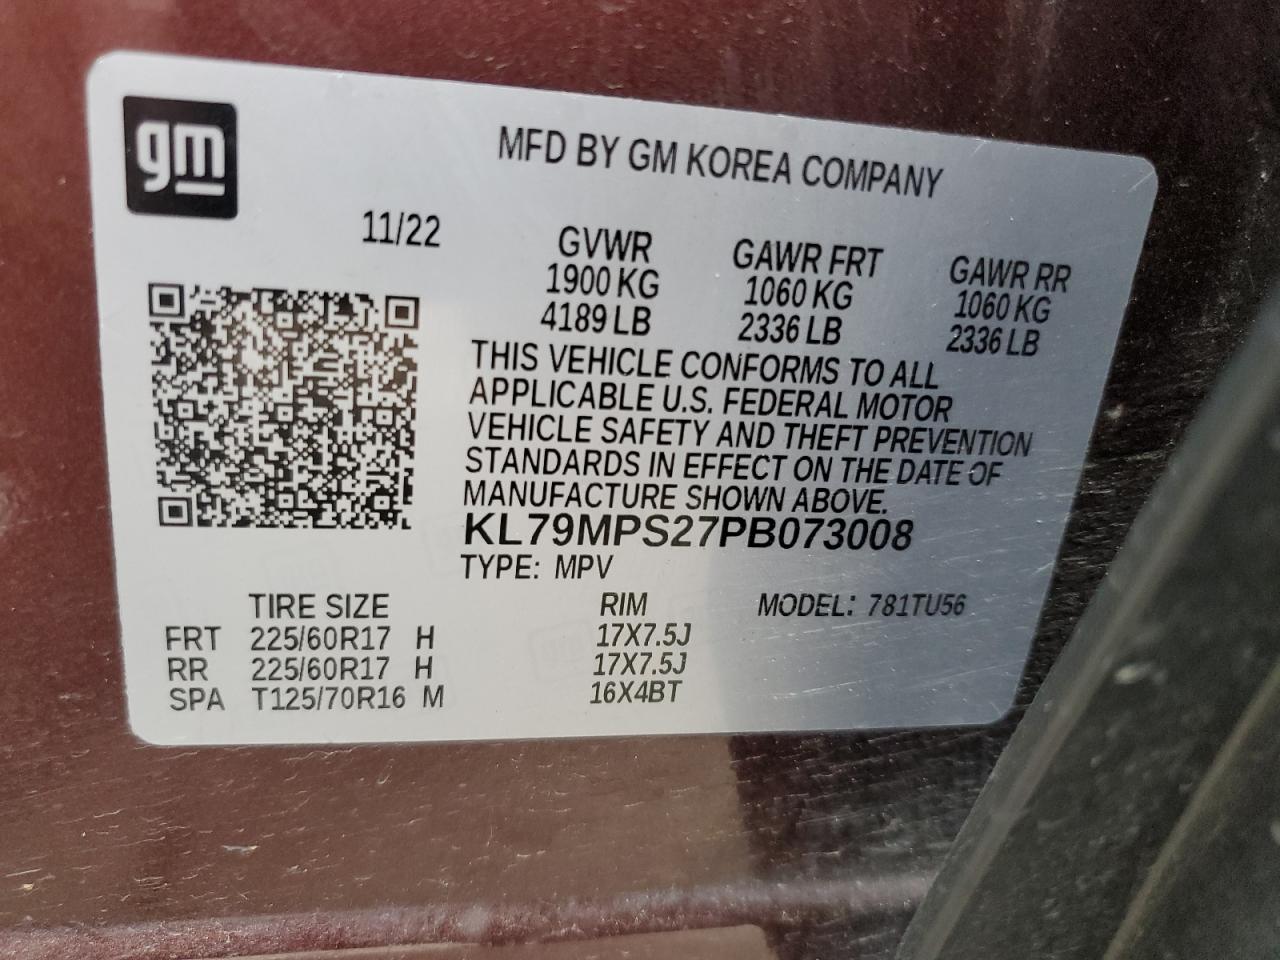 gm
MFD BY GM KOREA COMPANY
11/22
GVWR GAWR FRT GAWR RR
1900 KG 1060 KG 1060 KG
4189 LB 2336 LB 2336 LB
THIS VEHICLE CONFORMS TO ALL
APPLICABLE U.S. FEDERAL MOTOR
VEHICLE SAFETY AND THEFT PREVENTION
STANDARDS IN EFFECT ON THE DATE OF
MANUFACTURE SHOWN ABOVE.
KL79MPS27PB073008
TYPE: MPV
TIRE SIZE RIM MODEL: 781TU56
FRT 225/60R17 H 17X7.5J
RR 225/60R17 H 17X7.5J
SPA T125/70R16 M 16X4BT